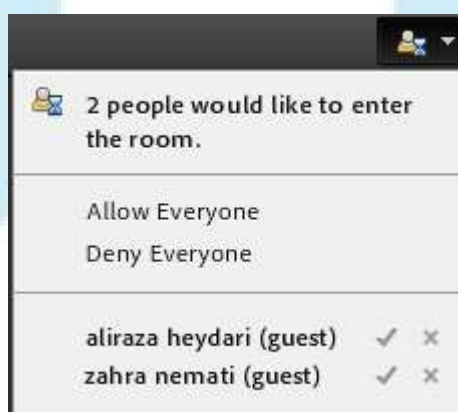 2 people would like to enter
the room.
Allow Everyone
Deny Everyone
aliraza heydari (guest)
zahra nemati (guest)